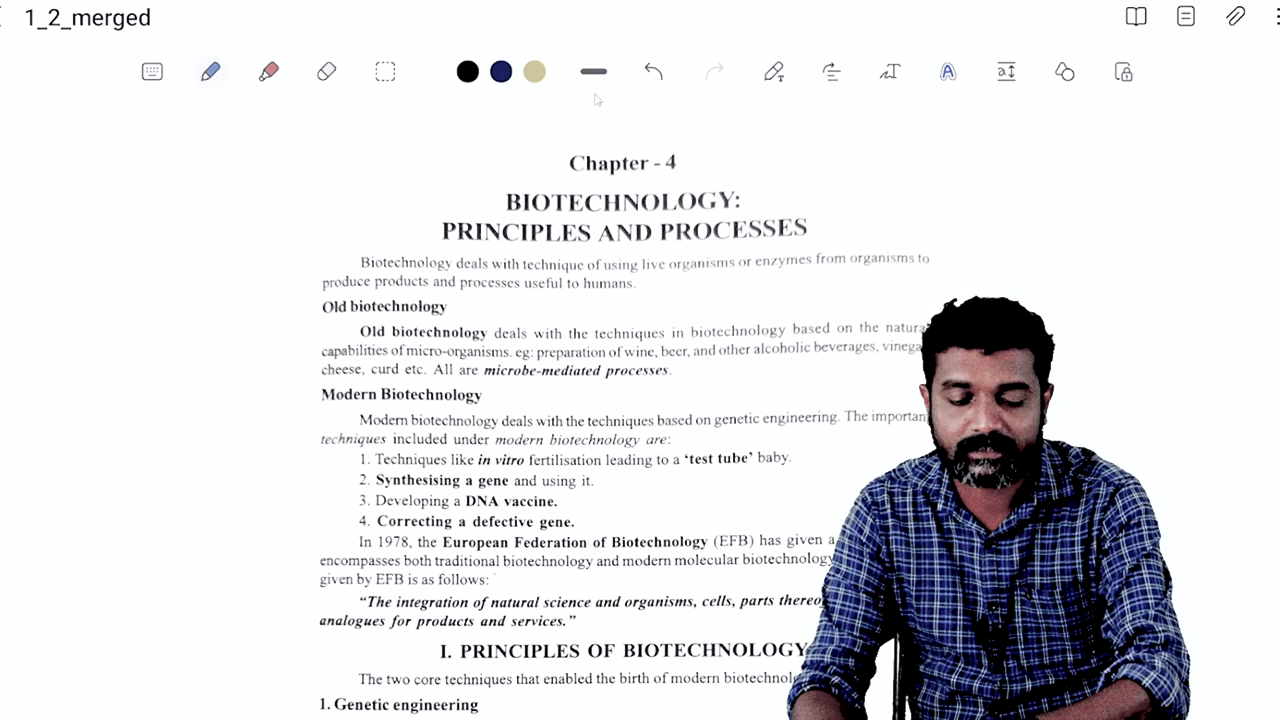 1_2_merged
Chapter - 4
BIOTECHNOLOGY:
PRINCIPLES AND PROCESSES
Biotechnology deals with technique of using live organisms or enzymes from organisms to
produce products and processes useful to humans.
Old biotechnology
Old biotechnology deals with the techniques in biotechnology based on the
capabilities of micro-organisms. eg: preparation of wine, beer, and other alcoholic beverages,
cheese, curd etc. All are microbe-mediated processes.
Modern Biotechnology
Modern biotechnology deals with the techniques based on genetic engineering. The
techniques included under modern biotechnology are:
1. Techniques like in vitro fertilisation leading to a ‘test tube’ baby.
2. Synthesising a gene and using it.
3. Developing a DNA vaccine.
4. Correcting a defective gene.
In 1978, the European Federation of Biotechnology (EFB) has given a
encompasses both traditional biotechnology and modern molecular biotechnology
given by EFB is as follows:
“The integration of natural science and organisms, cells, parts
analogues for products and services.”
I. PRINCIPLES OF BIOTECHNOLOGY
The two core techniques that enabled the birth of modern
1. Genetic engineering